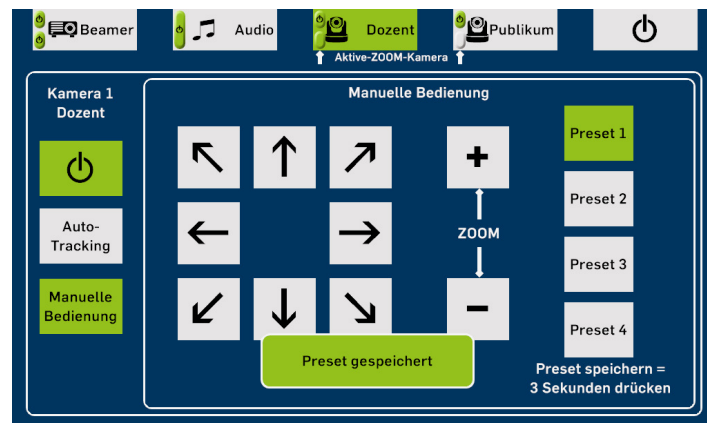 Beamer
Audio
Dozent
Publikum
Aktive-ZOOM-Kamera
Kamera 1
Dozent
Manuelle Bedienung
Auto-
Tracking
Manuelle
Bedienung
+
ZOOM
-
Preset 1
Preset 2
Preset 3
Preset 4
Preset gespeichert
Preset speichern =
3 Sekunden drücken